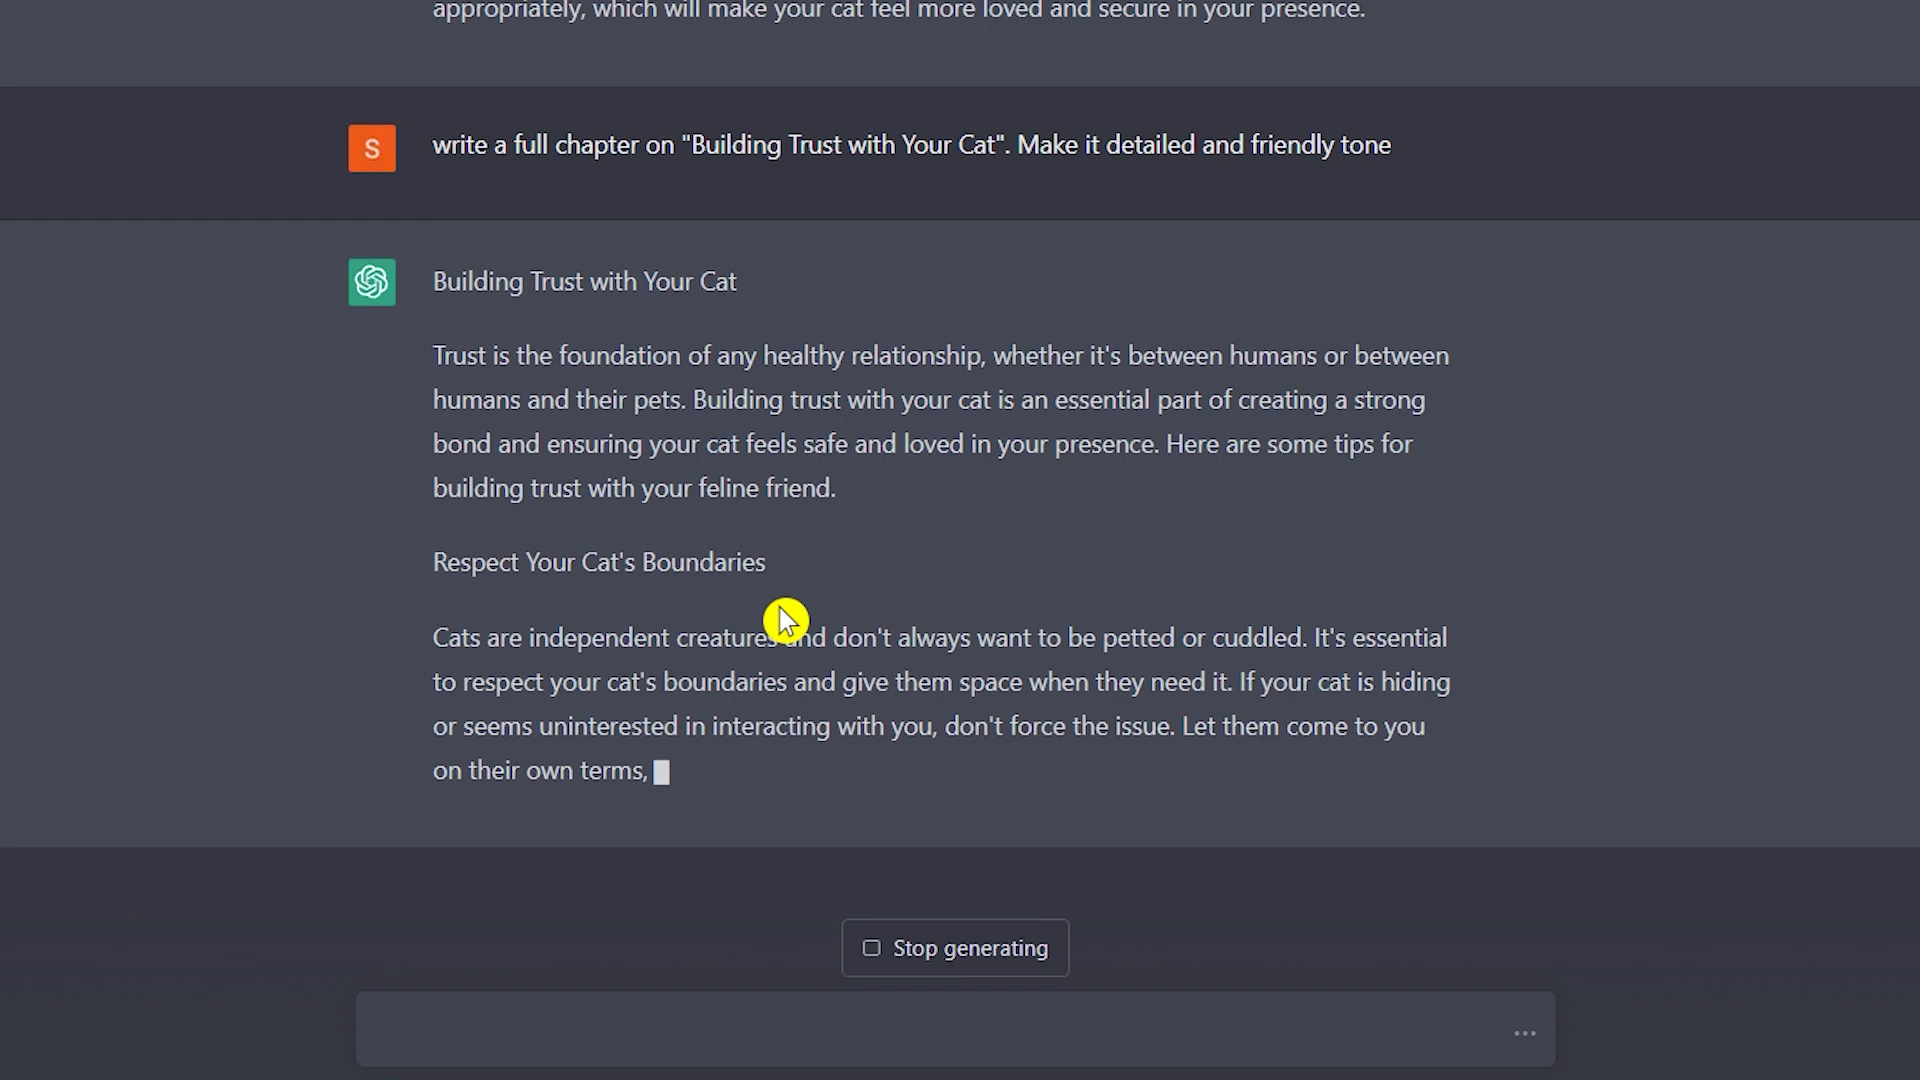 appropriately, which will make your cat feel more loved and secure in your presence.
S
write a full chapter on "Building Trust with Your Cat". Make it detailed and friendly tone
Building Trust with Your Cat
Trust is the foundation of any healthy relationship, whether it's between humans or between
humans and their pets. Building trust with your cat is an essential part of creating a strong
bond and ensuring your cat feels safe and loved in your presence. Here are some tips for
building trust with your feline friend.
Respect Your Cat's Boundaries
Cats are independent creatures and don't always want to be petted or cuddled. It's essential
to respect your cat's boundaries and give them space when they need it. If your cat is hiding
or seems uninterested in interacting with you, don't force the issue. Let them come to you
on their own terms,
Stop generating